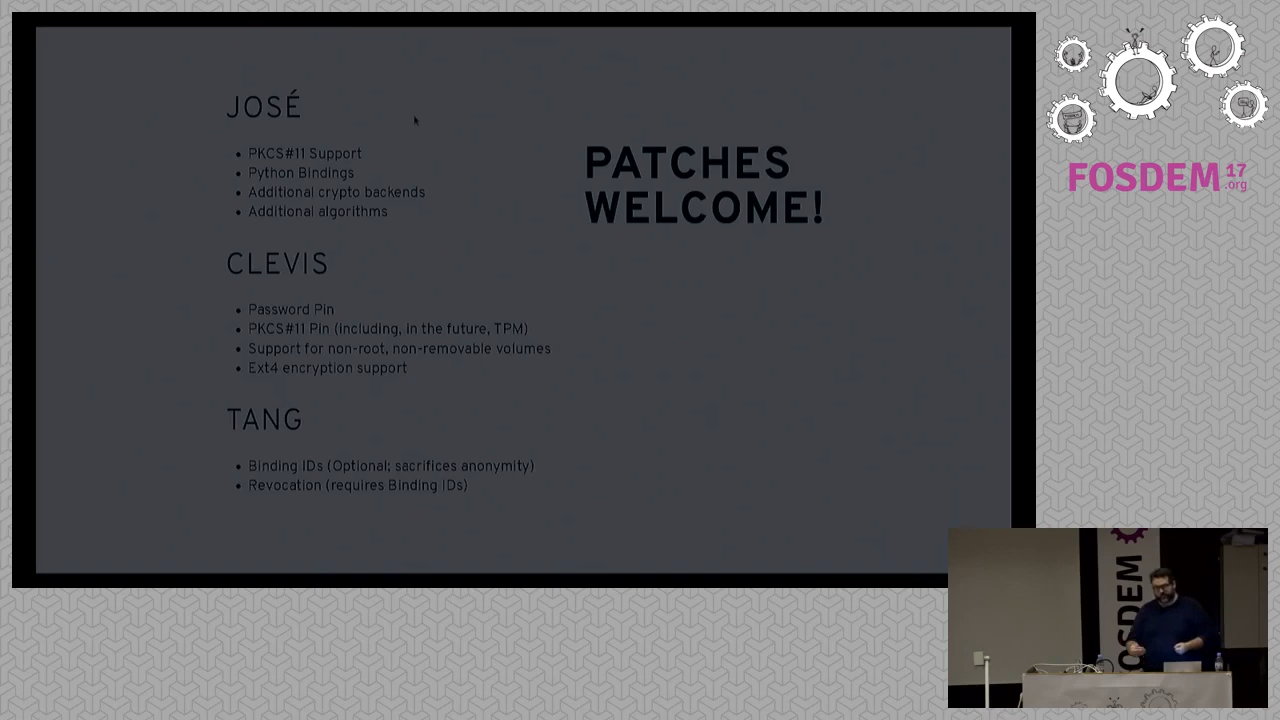 JOSÉ
PKCS#11 Support
Python Bindings
Additional crypto backends
Additional algorithms
CLEVIS
Password Pin
PKCS#11 Pin (including, in the future, TPM)
Support for non-root, non-removable volumes
Ext4 encryption support
TANG
Binding IDs (Optional; sacrifices anonymity)
Revocation (requires Binding IDs)
PATCHES
WELCOME!
FOSDEM 17
.org
OSDEM